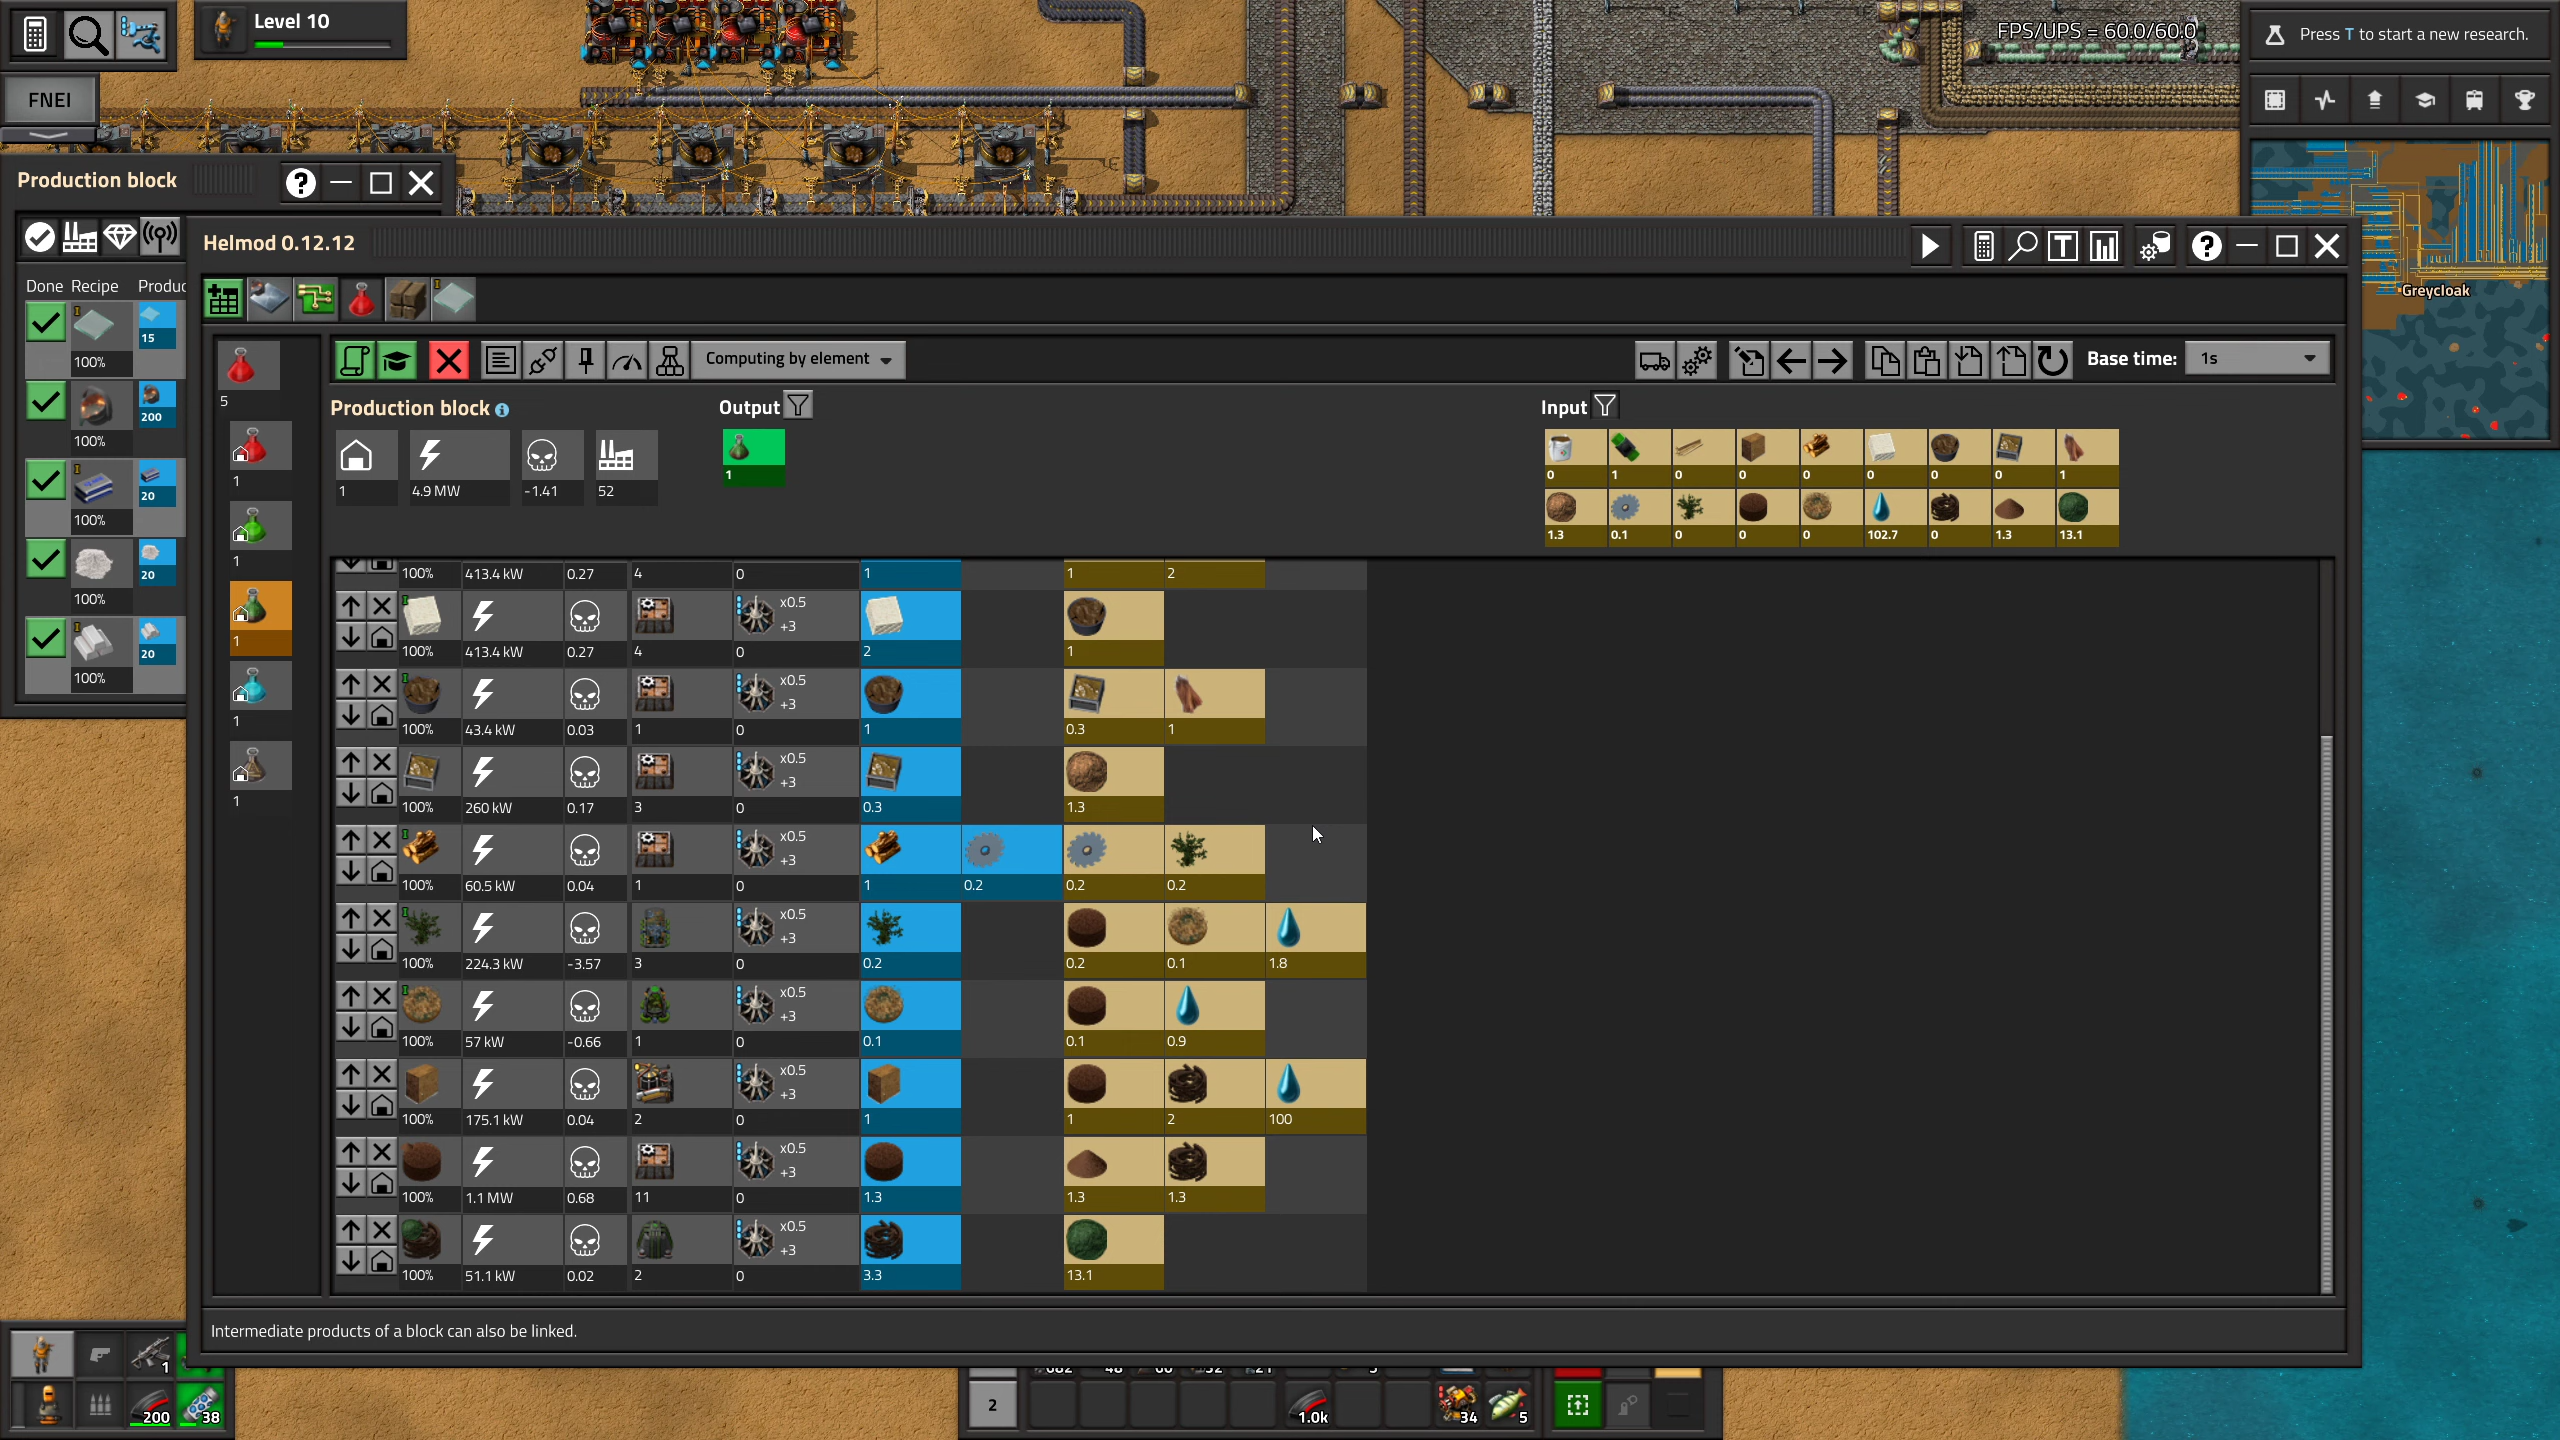 Level 10
FPS/UPS = 60.0/60.0
Press T to start a new research.
FNEI
Production block
Helmod 0.12.12
Greycloak
Done Recipe Produc
15
100%
200
100%
20
100%
20
100%
20
100%
5
1
1
1
1
1
Computing by element
Base time: 1s
Production block
Output
Input
1
4.9 MW
-1.41
52
1
0 1 0 0 0 0 0 0 1
1.3 0.1 0 0 0 102.7 0 1.3 13.1
100% 413.4 kW 0.27 4 0 1 1 2
x0.5
+3
100% 413.4 kW 0.27 4 0 2 1
x0.5
+3
100% 43.4 kW 0.03 1 0 1 0.3 1
x0.5
+3
100% 260 kW 0.17 3 0 0.3 1.3
x0.5
+3
100% 60.5 kW 0.04 1 0 1 0.2 0.2 0.2
x0.5
+3
100% 224.3 kW -3.57 3 0 0.2 0.2 0.1 1.8
x0.5
+3
100% 57 kW -0.66 1 0 0.1 0.1 0.9
x0.5
+3
100% 175.1 kW 0.04 2 0 1 1 2 100
x0.5
+3
100% 1.1 MW 0.68 11 0 1.3 1.3 1.3
x0.5
+3
100% 51.1 kW 0.02 2 0 3.3 13.1
Intermediate products of a block can also be linked.
1
200 38
2
1.0k
34 5